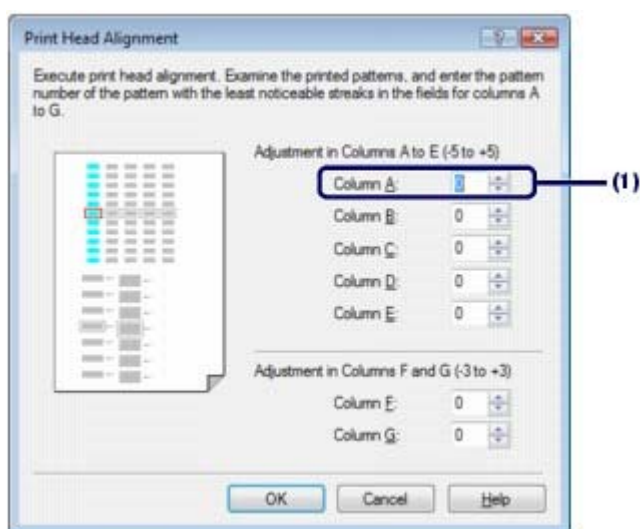 Print Head Alignment
Execute print head alignment. Examine the printed patterns, and enter the pattern
number of the pattern with the least noticeable streaks in the fields for columns A
to G.
Adjustment in Columns A to E (-5 to +5)
Column A: 0 (1)
Column B: 0
Column C: 0
Column D: 0
Column E: 0
Adjustment in Columns F and G (-3 to +3)
Column F: 0
Column G: 0
OK Cancel Help